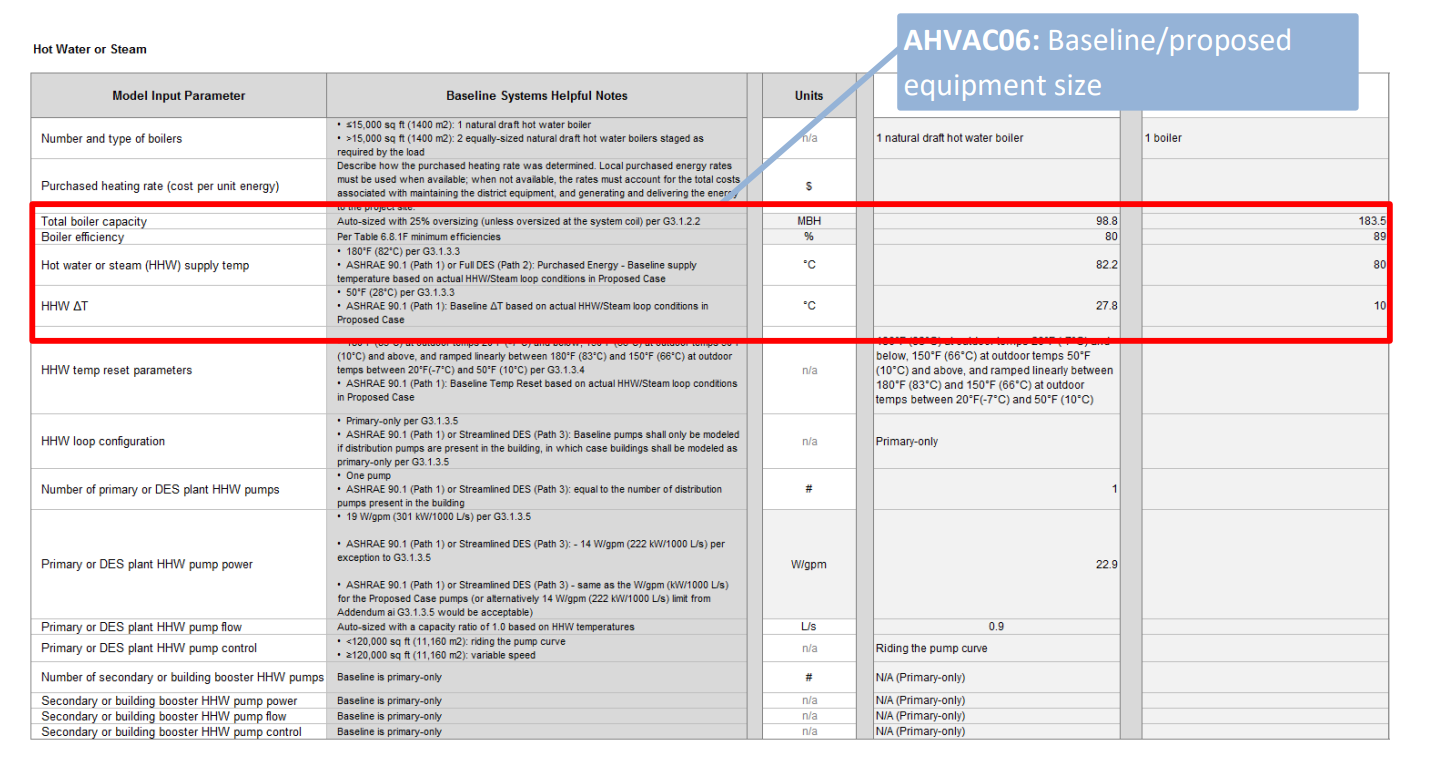 AHVAC06: Baseline/proposed
equipment size
Hot Water or Steam
Model Input Parameter
Baseline Systems Helpful Notes
Units
Number and type of boilers
• ≤15,000 sq ft (1400 m2): 1 natural draft hot water boiler
• >15,000 sq ft (1400 m2): 2 equally-sized natural draft hot water boilers staged as
required by the load
n/a
1 natural draft hot water boiler
1 boiler
Purchased heating rate (cost per unit energy)
Describe how the purchased heating rate was determined. Local purchased energy rates
must be used when available; when not available, the rates must account for the total costs
associated with maintaining the district equipment, and generating and delivering the energy
to the project site.
$
Total boiler capacity
Auto-sized with 25% oversizing (unless oversized at the system coil) per G3.1.2.2
MBH
98.8
183.5
Boiler efficiency
Per Table 6.8.1F minimum efficiencies
%
80
89
Hot water or steam (HHW) supply temp
• 180°F (82°C) per G3.1.3.3
• ASHRAE 90.1 (Path 1) or Full DES (Path 2): Purchased Energy - Baseline supply
temperature based on actual HHW/Steam loop conditions in Proposed Case
°C
82.2
80
HHW ΔT
• 50°F (28°C) per G3.1.3.3
• ASHRAE 90.1 (Path 1): Baseline ΔT based on actual HHW/Steam loop conditions in
Proposed Case
°C
27.8
10
HHW temp reset parameters
(10°C) and above, and ramped linearly between 180°F (83°C) and 150°F (66°C) at outdoor
temps between 20°F(-7°C) and 50°F (10°C) per G3.1.3.4
• ASHRAE 90.1 (Path 1): Baseline Temp Reset based on actual HHW/Steam loop conditions
in Proposed Case
n/a
180°F (83°C) at outdoor temps 20°F (-7°C) and
below, 150°F (66°C) at outdoor temps 50°F
(10°C) and above, and ramped linearly between
180°F (83°C) and 150°F (66°C) at outdoor
temps between 20°F(-7°C) and 50°F (10°C)
HHW loop configuration
• Primary-only per G3.1.3.5
• ASHRAE 90.1 (Path 1) or Streamlined DES (Path 3): Baseline pumps shall only be modeled
if distribution pumps are present in the building, in which case buildings shall be modeled as
primary-only per G3.1.3.5
n/a
Primary-only
Number of primary or DES plant HHW pumps
• One pump
• ASHRAE 90.1 (Path 1) or Streamlined DES (Path 3): equal to the number of distribution
pumps present in the building
#
1
Primary or DES plant HHW pump power
• 19 W/gpm (301 kW/1000 L/s) per G3.1.3.5
• ASHRAE 90.1 (Path 1) or Streamlined DES (Path 3): - 14 W/gpm (222 kW/1000 L/s) per
exception to G3.1.3.5
• ASHRAE 90.1 (Path 1) or Streamlined DES (Path 3) - same as the W/gpm (kW/1000 L/s)
for the Proposed Case pumps (or alternatively 14 W/gpm (222 kW/1000 L/s) limit from
Addendum ai G3.1.3.5 would be acceptable)
W/gpm
22.9
Primary or DES plant HHW pump flow
Auto-sized with a capacity ratio of 1.0 based on HHW temperatures
L/s
0.9
Primary or DES plant HHW pump control
• <120,000 sq ft (11,160 m2): riding the pump curve
• ≥120,000 sq ft (11,160 m2): variable speed
n/a
Riding the pump curve
Number of secondary or building booster HHW pumps
Baseline is primary-only
#
N/A (Primary-only)
Secondary or building booster HHW pump power
Baseline is primary-only
n/a
N/A (Primary-only)
Secondary or building booster HHW pump flow
Baseline is primary-only
n/a
N/A (Primary-only)
Secondary or building booster HHW pump control
Baseline is primary-only
n/a
N/A (Primary-only)